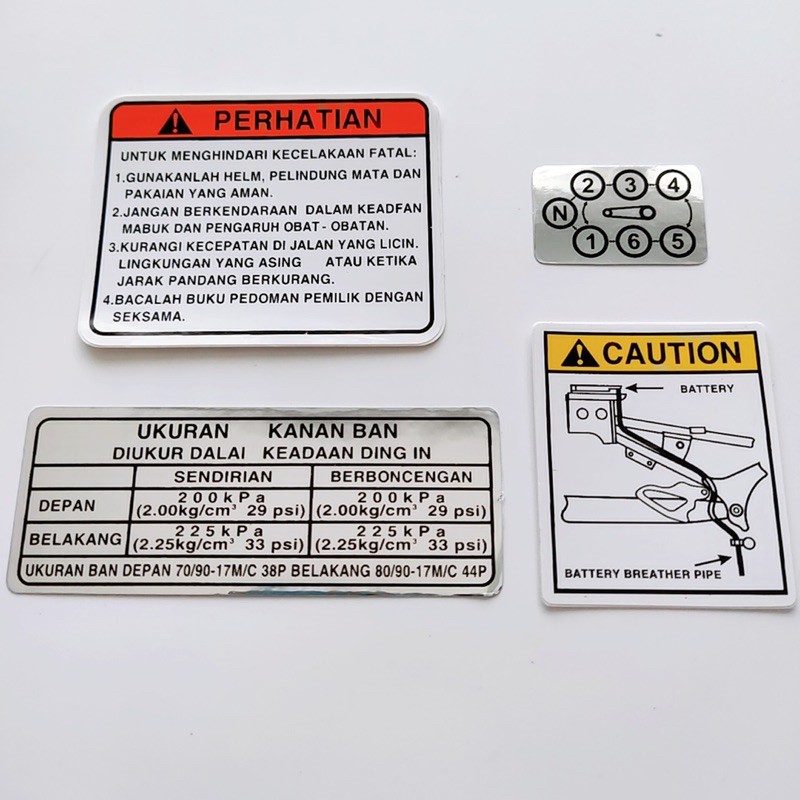 PERHATIAN
UNTUK MENGHINDARI KECELAKAAN FATAL:
1.GUNAKANLAH HELM, PELINDUNG MATA DAN
PAKAIAN YANG AMAN.
2.JANGAN BERKENDARAAN DALAM KEADFAN
MABUK DAN PENGARUH OBAT - OBATAN.
3.KURANGI KECEPATAN DI JALAN YANG LICIN.
LINGKUNGAN YANG ASING ATAU KETIKA
JARAK PANDANG BERKURANG.
4.BACALAH BUKU PEDOMAN PEMILIK DENGAN
SEKSAMA.
2 3 4
N
1 6 5
UKURAN KANAN BAN
DIUKUR DALAI KEADAAN DING IN
SENDIRIAN BERBONCENGAN
DEPAN 200kPa (2.00kg/cm³ 29 psi) 200kPa (2.00kg/cm³ 29 psi)
BELAKANG 225kPa (2.25kg/cm³ 33 psi) 225kPa (2.25kg/cm³ 33 psi)
UKURAN BAN DEPAN 70/90-17M/C 38P BELAKANG 80/90-17M/C 44P
CAUTION
BATTERY
BATTERY BREATHER PIPE